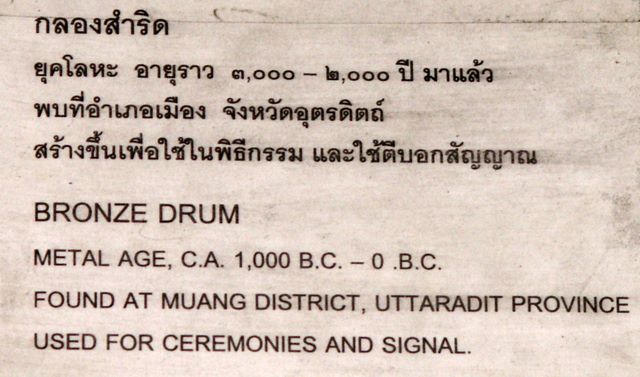 กลองสำริด
ยุคโลหะ อายุราว ๓,๐๐๐ – ๒,๐๐๐ ปี มาแล้ว
พบที่อำเภอเมือง จังหวัดอุตรดิตถ์
สร้างขึ้นเพื่อใช้ในพิธีกรรม และใช้ตีบอกสัญญาณ
BRONZE DRUM
METAL AGE, C.A. 1,000 B.C. – 0 .B.C.
FOUND AT MUANG DISTRICT, UTTARADIT PROVINCE
USED FOR CEREMONIES AND SIGNAL.